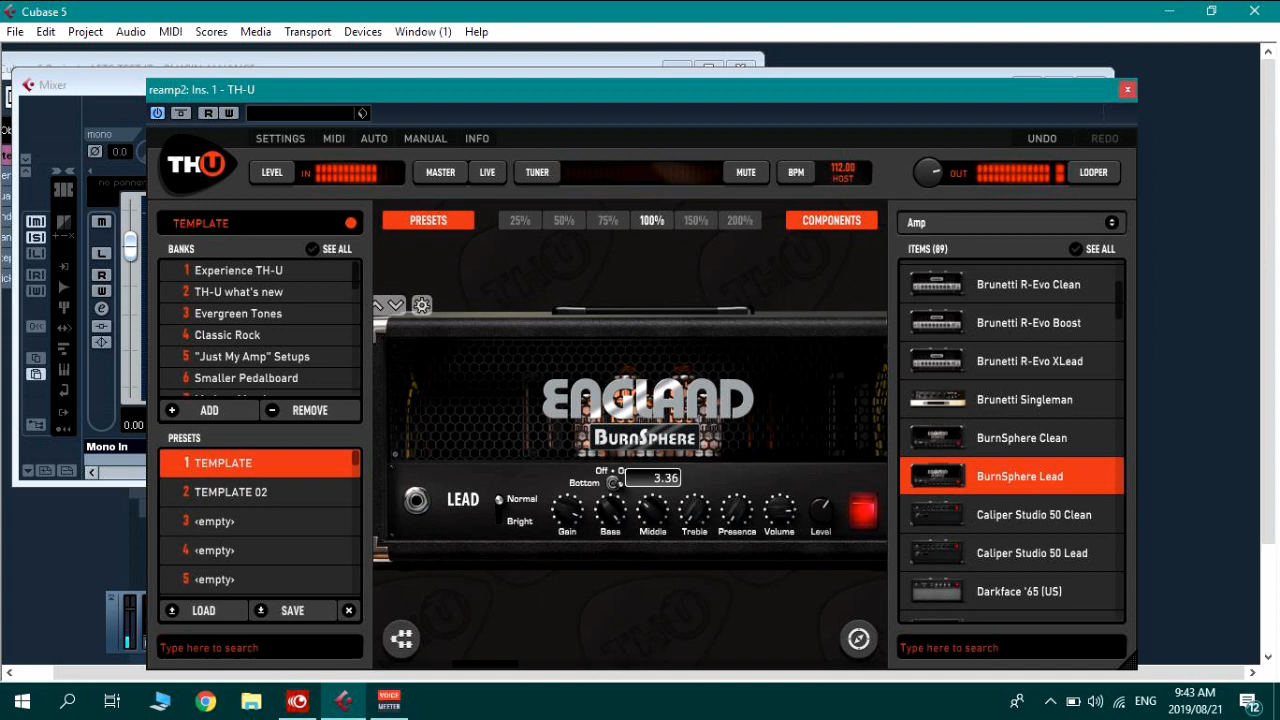 Cubase 5
File Edit Project Audio MIDI Scores Media Transport Devices Window (1) Help
Mixer
reamp2: Ins. 1 - TH-U
R W
SETTINGS MIDI AUTO MANUAL INFO UNDO REDO
mono
0.0
THU
LEVEL IN MASTER LIVE TUNER MUTE BPM 112.00 HOST OUT LOOPER
TEMPLATE
PRESETS 25% 50% 75% 100% 150% 200% COMPONENTS
Amp
BANKS SEE ALL
ITEMS (89) SEE ALL
1 Experience TH-U
2 TH-U what's new
3 Evergreen Tones
4 Classic Rock
5 "Just My Amp" Setups
6 Smaller Pedalboard
ADD REMOVE
0.00
Mono In
PRESETS
1 TEMPLATE
2 TEMPLATE 02
3 <empty>
4 <empty>
5 <empty>
LOAD SAVE
Type here to search
ENGLAND
BURNSPHERE
Off
Bottom
3.36
LEAD
Normal
Bright
Gain Bass Middle Treble Presence Volume Level
Brunetti R-Evo Clean
Brunetti R-Evo Boost
Brunetti R-Evo XLead
Brunetti Singleman
BurnSphere Clean
BurnSphere Lead
Caliper Studio 50 Clean
Caliper Studio 50 Lead
Darkface '65 (US)
Type here to search
VOICE
MEETER
ENG
9:43 AM
2019/08/21
12